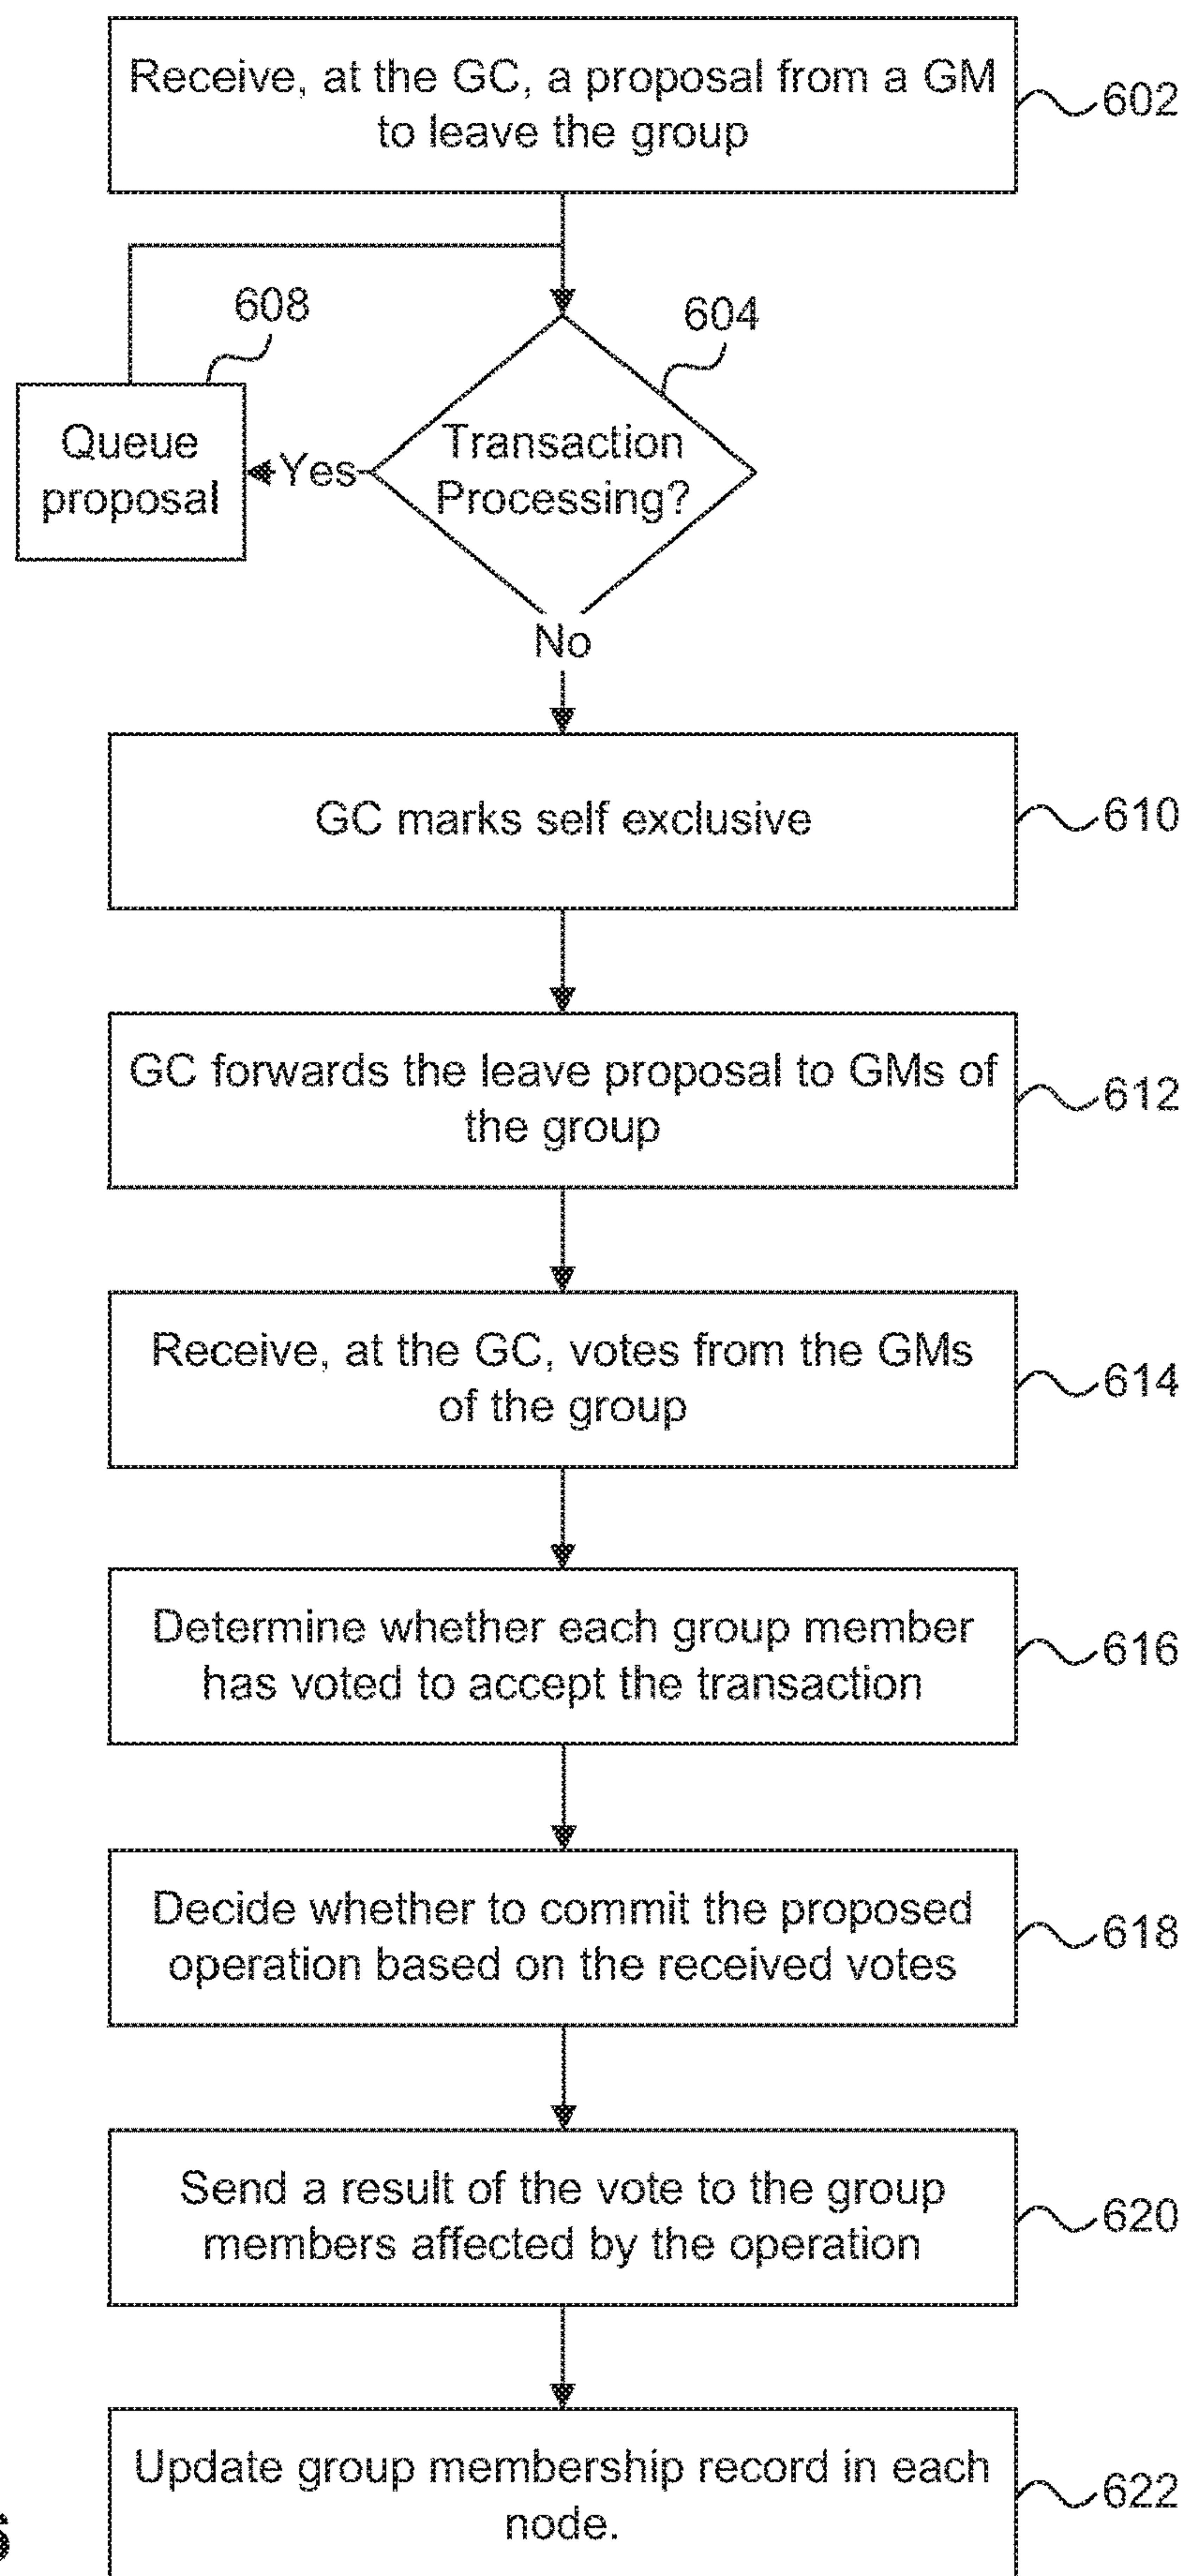 Receive, at the GC, a proposal from a GM
to leave the group
602
608
604
Queue
proposal
Yes
Transaction
Processing?
No
GC marks self exclusive
610
GC forwards the leave proposal to GMs of
the group
612
Receive, at the GC, votes from the GMs
of the group
614
Determine whether each group member
has voted to accept the transaction
616
Decide whether to commit the proposed
operation based on the received votes
618
Send a result of the vote to the group
members affected by the operation
620
Update group membership record in each
node.
622